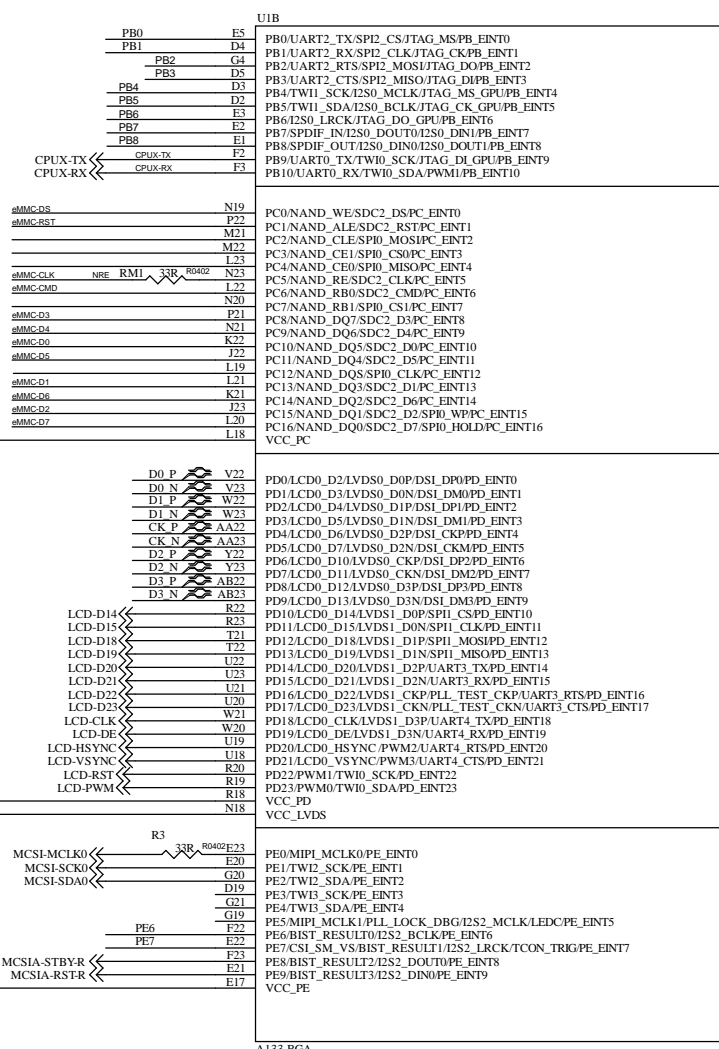 U1B
PB0 E5 PB0/UART2_TX/SPI2_CS/JTAG_MS/PB_EINT0
PB1 D4 PB1/UART2_RX/SPI2_CLK/JTAG_CK/PB_EINT1
PB2 G4 PB2/UART2_RTS/SPI2_MOSI/JTAG_DO/PB_EINT2
PB3 D5 PB3/UART2_CTS/SPI2_MISO/JTAG_DI/PB_EINT3
PB4 D3 PB4/TWI1_SCK/I2S0_MCLK/JTAG_MS_GPU/PB_EINT4
PB5 D2 PB5/TWI1_SDA/I2S0_BCLK/JTAG_CK_GPU/PB_EINT5
PB6 E3 PB6/I2S0_LRCK/JTAG_DO_GPU/PB_EINT6
PB7 E2 PB7/SPDIF_IN/I2S0_DOUT0/I2S0_DIN1/PB_EINT7
PB8 E1 PB8/SPDIF_OUT/I2S0_DIN0/I2S0_DOUT1/PB_EINT8
CPUX-TX CPUX-TX F2 PB9/UART0_TX/TWI0_SCK/JTAG_DI_GPU/PB_EINT9
CPUX-RX CPUX-RX F3 PB10/UART0_RX/TWI0_SDA/PWM1/PB_EINT10
eMMC-DS N19 PC0/NAND_WE/SDC2_DS/PC_EINT0
eMMC-RST P22 PC1/NAND_ALE/SDC2_RST/PC_EINT1
M21 PC2/NAND_CLE/SPI0_MOSI/PC_EINT2
M22 PC3/NAND_CE1/SPI0_CS0/PC_EINT3
L23 PC4/NAND_CE0/SPI0_MISO/PC_EINT4
eMMC-CLK NRE RM1 33R R0402 N23 PC5/NAND_RE/SDC2_CLK/PC_EINT5
eMMC-CMD L22 PC6/NAND_RB0/SDC2_CMD/PC_EINT6
N20 PC7/NAND_RB1/SPI0_CS1/PC_EINT7
eMMC-D3 P21 PC8/NAND_DQ7/SDC2_D3/PC_EINT8
eMMC-D4 N21 PC9/NAND_DQ6/SDC2_D4/PC_EINT9
eMMC-D0 K22 PC10/NAND_DQ5/SDC2_D0/PC_EINT10
eMMC-D5 J22 PC11/NAND_DQ4/SDC2_D5/PC_EINT11
L19 PC12/NAND_DQS/SPI0_CLK/PC_EINT12
eMMC-D1 L21 PC13/NAND_DQ3/SDC2_D1/PC_EINT13
eMMC-D6 K21 PC14/NAND_DQ2/SDC2_D6/PC_EINT14
eMMC-D2 J23 PC15/NAND_DQ1/SDC2_D2/SPI0_WP/PC_EINT15
eMMC-D7 L20 PC16/NAND_DQ0/SDC2_D7/SPI0_HOLD/PC_EINT16
L18 VCC_PC
D0_P V22 PD0/LCD0_D2/LVDS0_D0P/DSI_DP0/PD_EINT0
D0_N V23 PD1/LCD0_D3/LVDS0_D0N/DSI_DM0/PD_EINT1
D1_P W22 PD2/LCD0_D4/LVDS0_D1P/DSI_DP1/PD_EINT2
D1_N W23 PD3/LCD0_D5/LVDS0_D1N/DSI_DM1/PD_EINT3
CK_P AA22 PD4/LCD0_D6/LVDS0_D2P/DSI_CKP/PD_EINT4
CK_N AA23 PD5/LCD0_D7/LVDS0_D2N/DSI_CKM/PD_EINT5
D2_P Y22 PD6/LCD0_D10/LVDS0_CKP/DSI_DP2/PD_EINT6
D2_N Y23 PD7/LCD0_D11/LVDS0_CKN/DSI_DM2/PD_EINT7
D3_P AB22 PD8/LCD0_D12/LVDS0_D3P/DSI_DP3/PD_EINT8
D3_N AB23 PD9/LCD0_D13/LVDS0_D3N/DSI_DM3/PD_EINT9
LCD-D14 R22 PD10/LCD0_D14/LVDS1_D0P/SPI1_CS/PD_EINT10
LCD-D15 R23 PD11/LCD0_D15/LVDS1_D0N/SPI1_CLK/PD_EINT11
LCD-D18 T21 PD12/LCD0_D18/LVDS1_D1P/SPI1_MOSI/PD_EINT12
LCD-D19 T22 PD13/LCD0_D19/LVDS1_D1N/SPI1_MISO/PD_EINT13
LCD-D20 U22 PD14/LCD0_D20/LVDS1_D2P/UART3_TX/PD_EINT14
LCD-D21 U23 PD15/LCD0_D21/LVDS1_D2N/UART3_RX/PD_EINT15
LCD-D22 U21 PD16/LCD0_D22/LVDS1_CKP/PLL_TEST_CKP/UART3_RTS/PD_EINT16
LCD-D23 U20 PD17/LCD0_D23/LVDS1_CKN/PLL_TEST_CKN/UART3_CTS/PD_EINT17
LCD-CLK W21 PD18/LCD0_CLK/LVDS1_D3P/UART4_TX/PD_EINT18
LCD-DE W20 PD19/LCD0_DE/LVDS1_D3N/UART4_RX/PD_EINT19
LCD-HSYNC U19 PD20/LCD0_HSYNC/PWM2/UART4_RTS/PD_EINT20
LCD-VSYNC U18 PD21/LCD0_VSYNC/PWM3/UART4_CTS/PD_EINT21
LCD-RST R20 PD22/PWM1/TWI0_SCK/PD_EINT22
LCD-PWM R19 PD23/PWM0/TWI0_SDA/PD_EINT23
R18 VCC_PD
N18 VCC_LVDS
MCSI-MCLK0 R3 33R R0402 E23 PE0/MIPI_MCLK0/PE_EINT0
MCSI-SCK0 E20 PE1/TWI2_SCK/PE_EINT1
MCSI-SDA0 G20 PE2/TWI2_SDA/PE_EINT2
D19 PE3/TWI3_SCK/PE_EINT3
G21 PE4/TWI3_SDA/PE_EINT4
G19 PE5/MIPI_MCLK1/PLL_LOCK_DBG/I2S2_MCLK/LEDC/PE_EINT5
PE6 F22 PE6/BIST_RESULT0/I2S2_BCLK/PE_EINT6
PE7 E22 PE7/CSI_SM_VS/BIST_RESULT1/I2S2_LRCK/TCON_TRIG/PE_EINT7
MCSIA-STBY-R F23 PE8/BIST_RESULT2/I2S2_DOUT0/PE_EINT8
MCSIA-RST-R E21 PE9/BIST_RESULT3/I2S2_DIN0/PE_EINT9
E17 VCC_PE
A133 BGA